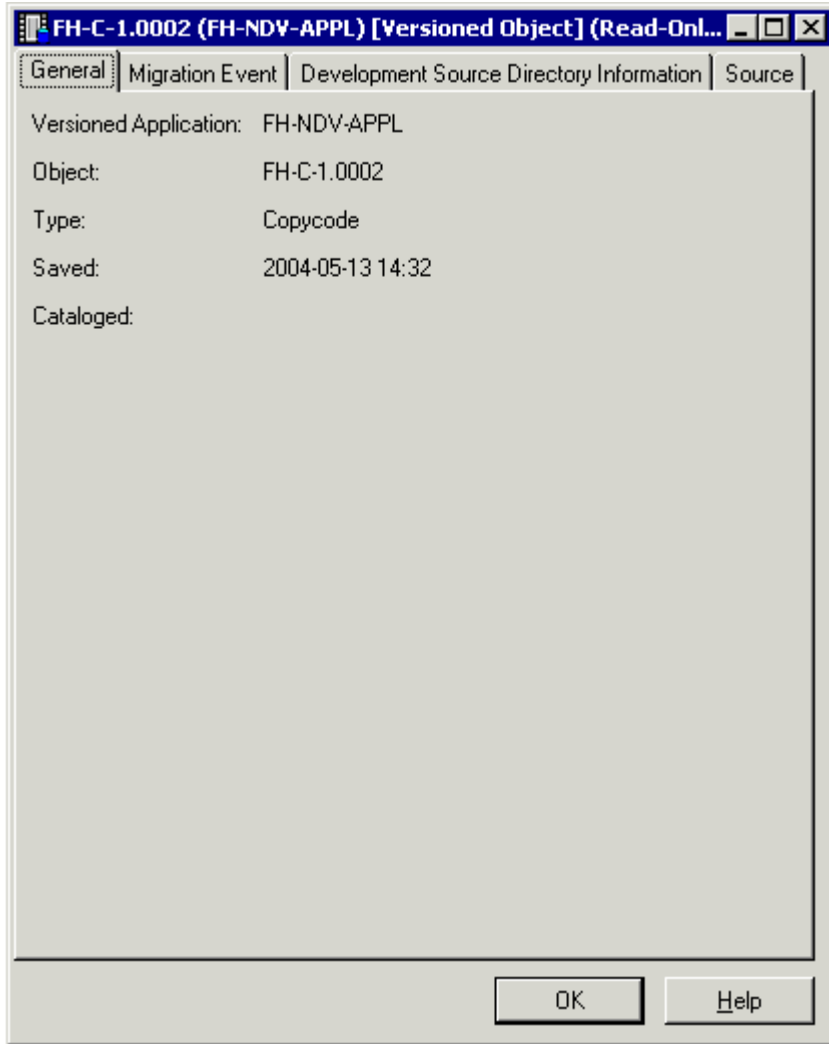 FH-C-1.0002 (FH-NDV-APPL) [Versioned Object] (Read-Onl...
General Migration Event Development Source Directory Information Source
Versioned Application: FH-NDV-APPL
Object: FH-C-1.0002
Type: Copycode
Saved: 2004-05-13 14:32
Cataloged:
OK Help